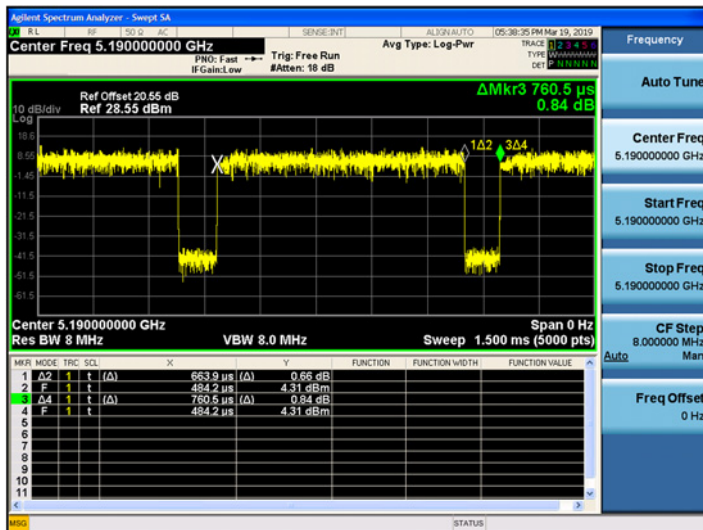 Agilent Spectrum Analyzer - Swept SA
RL RF 50 Ω AC SENSE:INT ALIGN AUTO 05:38:35 PM Mar 19, 2019
Center Freq 5.190000000 GHz
Avg Type: Log-Pwr
TRACE 1 2 3 4 5 6
TYPE
DET P N N N N N
PNO: Fast
IFGain:Low
Trig: Free Run
#Atten: 18 dB
Frequency
Auto Tune
ΔMkr3 760.5 µs
0.84 dB
Ref Offset 20.55 dB
Ref 28.55 dBm
10 dB/div
Log
18.6
8.55
-1.45
-11.5
-21.5
-31.5
-41.5
-51.5
-61.5
X
1Δ2
3Δ4
Center 5.190000000 GHz
Span 0 Hz
Res BW 8 MHz
VBW 8.0 MHz
Sweep 1.500 ms (5000 pts)
Center Freq
5.190000000 GHz
Start Freq
5.190000000 GHz
Stop Freq
5.190000000 GHz
CF Step
8.000000 MHz
Auto Man
Freq Offset
0 Hz
MKR MODE TRC SCL X Y FUNCTION FUNCTION WIDTH FUNCTION VALUE
1 Δ2 1 t (Δ) 663.9 µs (Δ) 0.66 dB
2 F 1 t 484.2 µs 4.31 dBm
3 Δ4 1 t (Δ) 760.5 µs (Δ) 0.84 dB
4 F 1 t 484.2 µs 4.31 dBm
5
6
7
8
9
10
11
MSG
STATUS